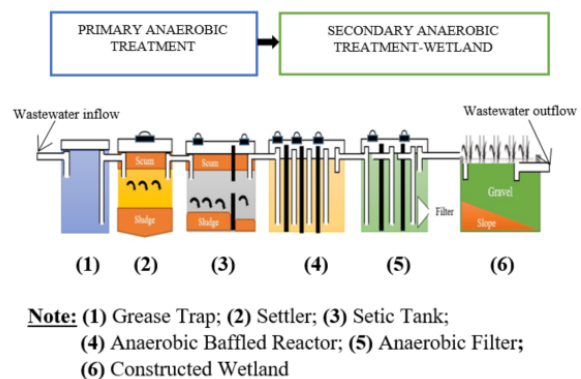 PRIMARY ANAEROBIC
TREATMENT
SECONDARY ANAEROBIC
TREATMENT-WETLAND
Wastewater inflow
Wastewater outflow
Scum
Scum
Sludge
Sludge
Filter
Gravel
Slope
(1) (2) (3) (4) (5) (6)
Note: (1) Grease Trap; (2) Settler; (3) Setic Tank;
(4) Anaerobic Baffled Reactor; (5) Anaerobic Filter;
(6) Constructed Wetland